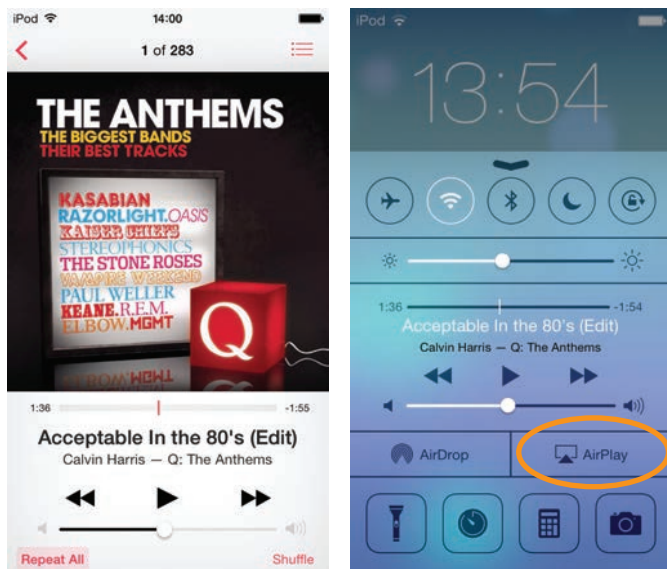 iPod
14:00
1 of 283
THE ANTHEMS
THE BIGGEST BANDS
THEIR BEST TRACKS
KASABIAN
RAZORLIGHT.OASIS
KAISER CHIEFS
STEREOPHONICS
THE STONE ROSES
VAMPIRE WEEKEND
PAUL WELLER
KEANE.R.E.M.
ELBOW.MGMT
Q
1:36 -1:55
Acceptable In the 80's (Edit)
Calvin Harris — Q: The Anthems
Repeat All Shuffle
iPod
13:54
1:36 -1:54
Acceptable In the 80's (Edit)
Calvin Harris — Q: The Anthems
AirDrop AirPlay